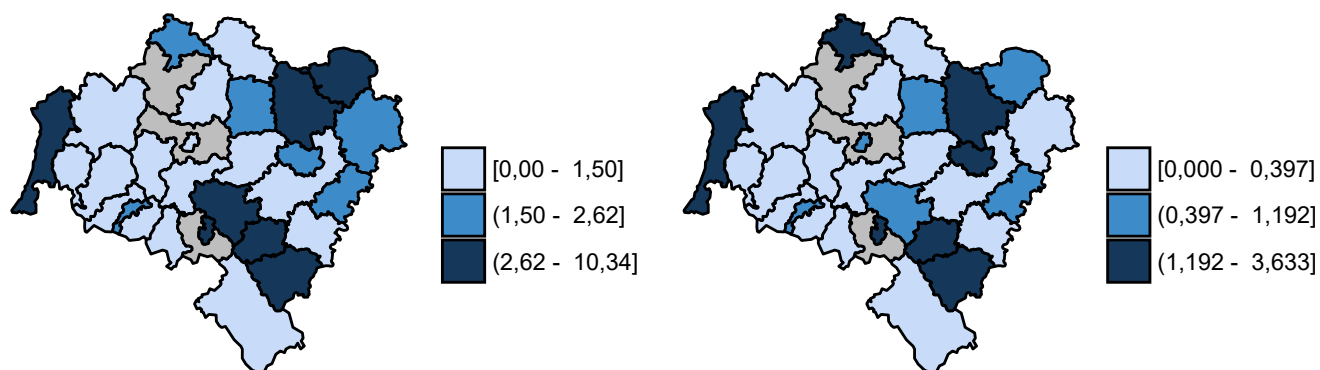 [0,00 - 1,50]
(1,50 - 2,62]
(2,62 - 10,34]
[0,000 - 0,397]
(0,397 - 1,192]
(1,192 - 3,633]